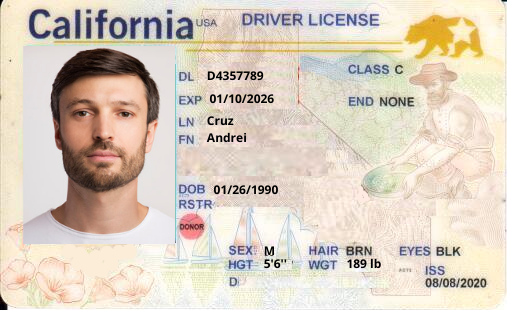 California USA DRIVER LICENSE
DL D4357789 CLASS C
EXP 01/10/2026 END NONE
LN Cruz
FN Andrei
DOB 01/26/1990
RSTR
DONOR
SEX M HAIR BRN EYES BLK
HGT 5'6'' WGT 189 lb ISS
08/08/2020